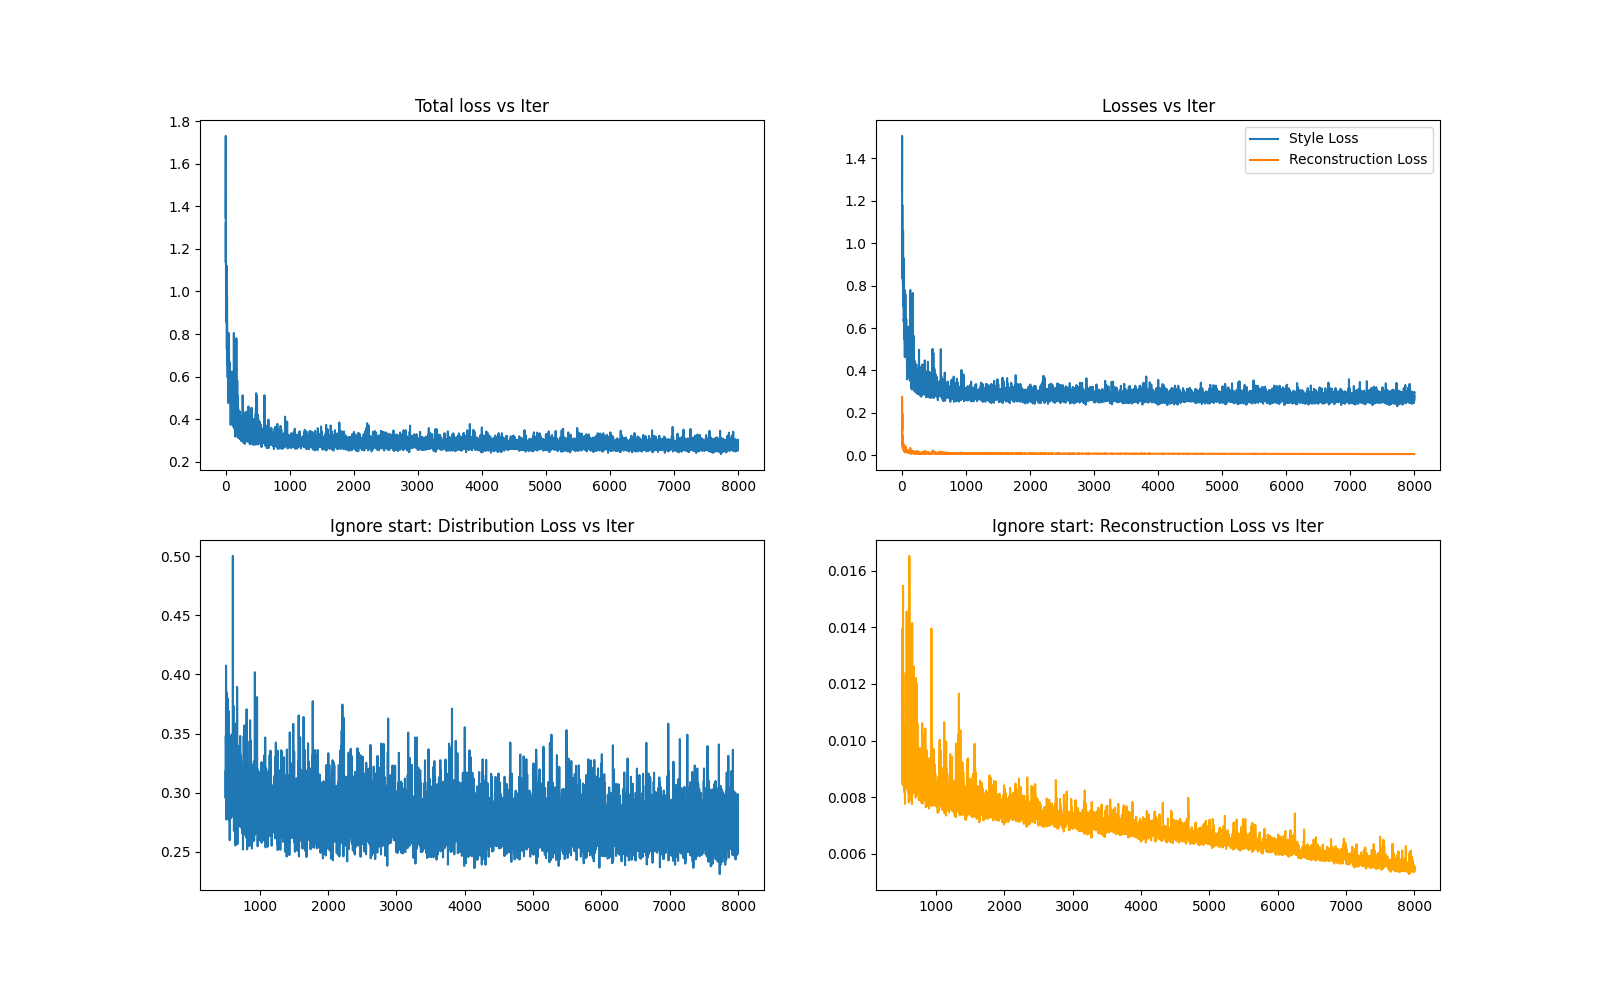 Total loss vs Iter
1.8
1.6
1.4
1.2
1.0
0.8
0.6
0.4
0.2
0 1000 2000 3000 4000 5000 6000 7000 8000
Losses vs Iter
Style Loss
Reconstruction Loss
1.4
1.2
1.0
0.8
0.6
0.4
0.2
0.0
0 1000 2000 3000 4000 5000 6000 7000 8000
Ignore start: Distribution Loss vs Iter
0.50
0.45
0.40
0.35
0.30
0.25
1000 2000 3000 4000 5000 6000 7000 8000
Ignore start: Reconstruction Loss vs Iter
0.016
0.014
0.012
0.010
0.008
0.006
1000 2000 3000 4000 5000 6000 7000 8000